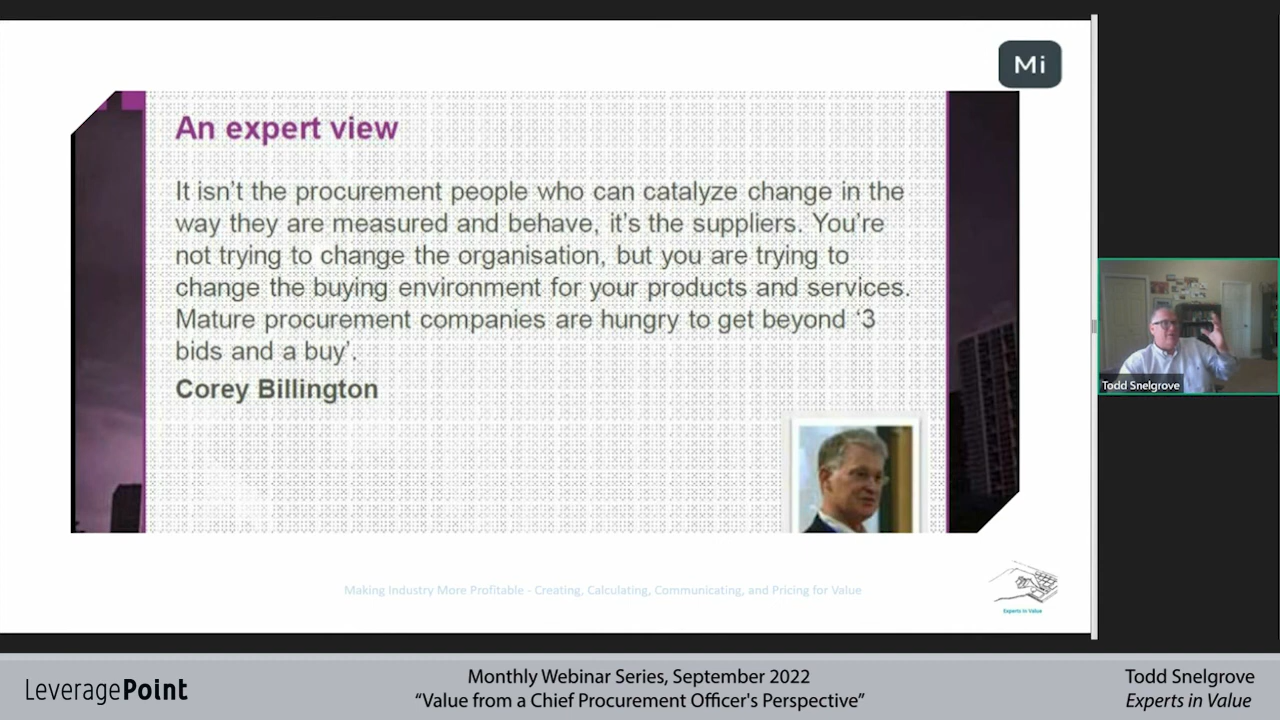 Mi
An expert view
It isn't the procurement people who can catalyze change in the
way they are measured and behave, it's the suppliers. You're
not trying to change the organisation, but you are trying to
change the buying environment for your products and services.
Mature procurement companies are hungry to get beyond ‘3
bids and a buy’.
Corey Billington
Todd Snelgrove
Making Industry More Profitable - Creating, Calculating, Communicating, and Pricing for Value
Experts in Value
LeveragePoint
Monthly Webinar Series, September 2022
“Value from a Chief Procurement Officer's Perspective”
Todd Snelgrove
Experts in Value